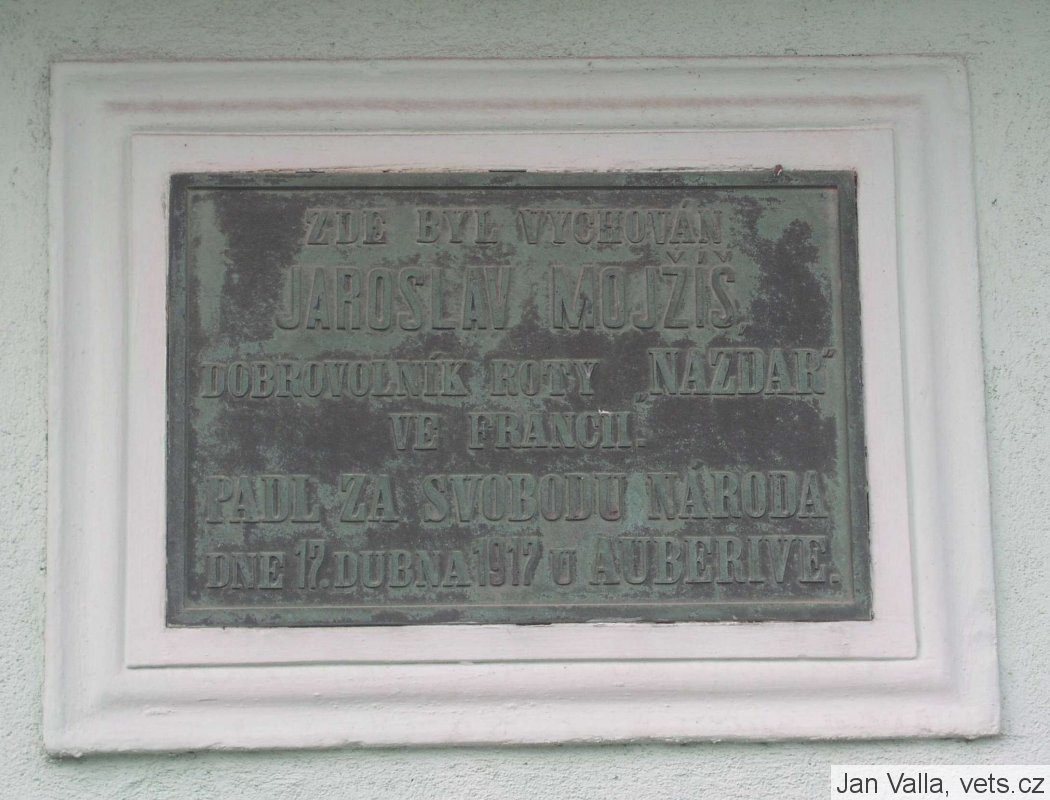 ZDE BYL VYCHOVÁN
JAROSLAV MOJŽÍŠ,
DOBROVOLNÍK ROTY „NAZDAR“
VE FRANCII.
PADL ZA SVOBODU NÁRODA
DNE 17. DUBNA 1917 U AUBERIVE.
Jan Valla, vets.cz